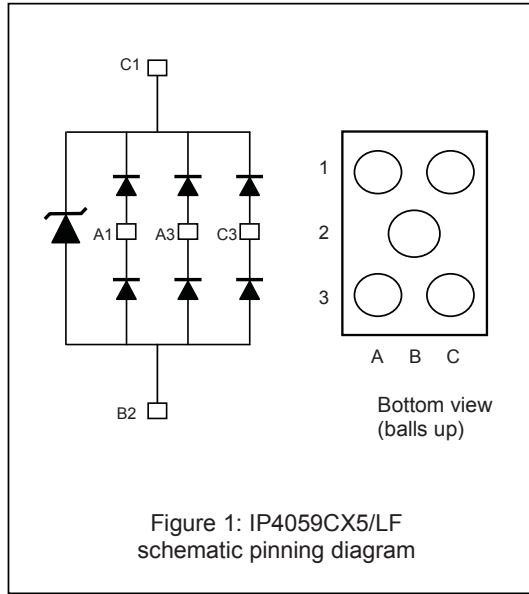 C1
A1 A3 C3
B2
1
2
3
A B C
Bottom view
(balls up)
Figure 1: IP4059CX5/LF
schematic pinning diagram